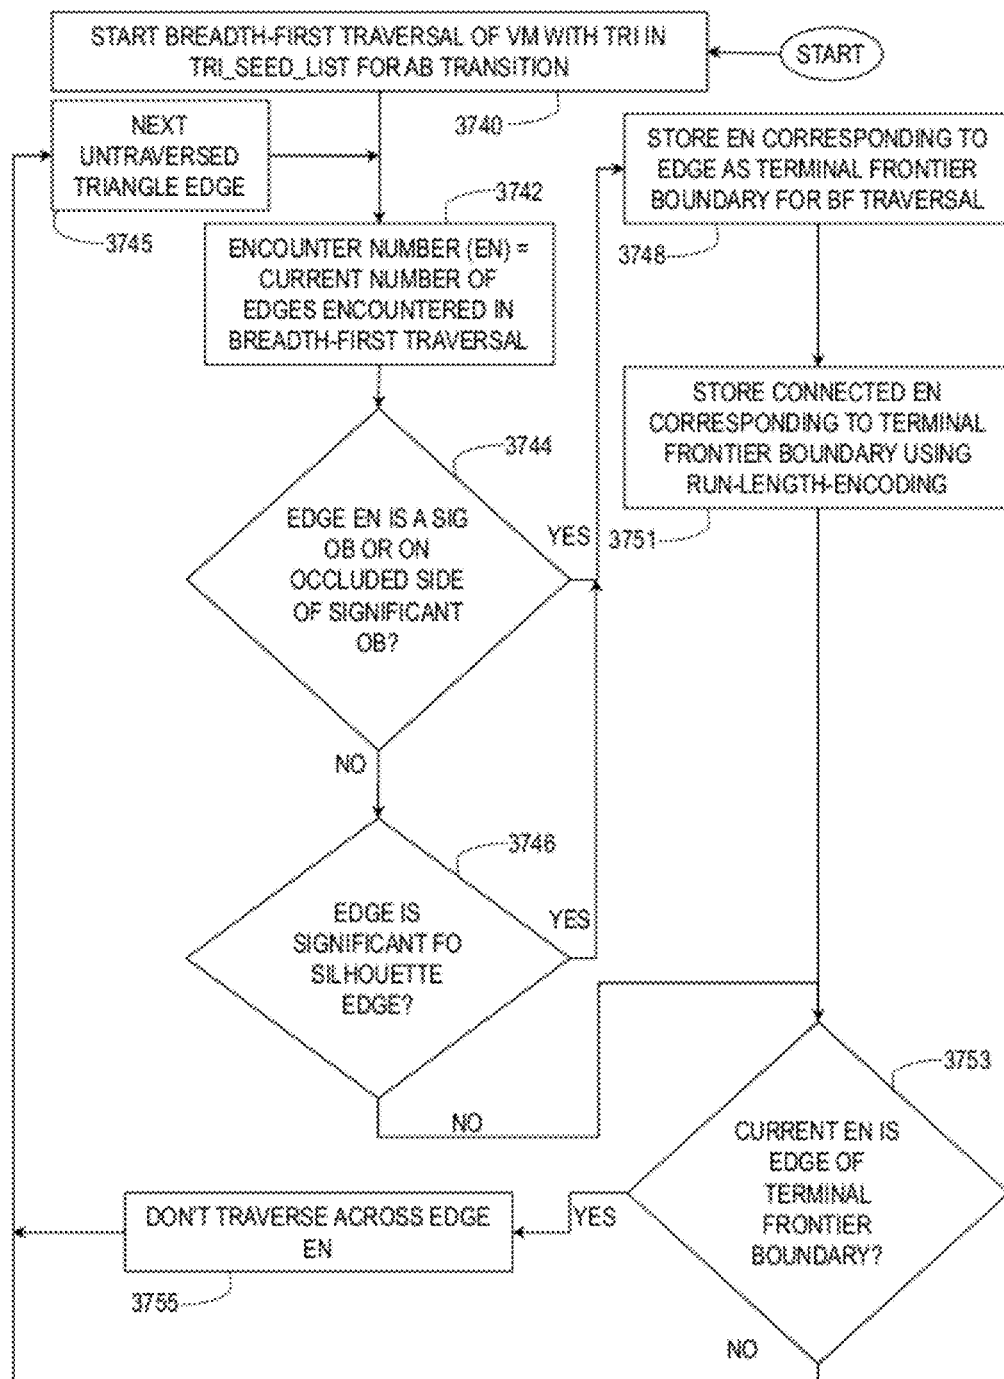 START BREADTH-FIRST TRAVERSAL OF VM WITH TRI IN
TRI_SEED_LIST FOR AB TRANSITION
START
3740
NEXT
UNTRAVERSED
TRIANGLE EDGE
3745
3742
ENCOUNTER NUMBER (EN) =
CURRENT NUMBER OF
EDGES ENCOUNTERED IN
BREADTH-FIRST TRAVERSAL
STORE EN CORRESPONDING TO
EDGE AS TERMINAL FRONTIER
BOUNDARY FOR BF TRAVERSAL
3748
STORE CONNECTED EN
CORRESPONDING TO TERMINAL
FRONTIER BOUNDARY USING
RUN-LENGTH-ENCODING
3751
3744
EDGE EN IS A SIG
OB OR ON
OCCLUDED SIDE
OF SIGNIFICANT
OB?
YES
NO
3746
EDGE IS
SIGNIFICANT FO
SILHOUETTE
EDGE?
YES
NO
3753
CURRENT EN IS
EDGE OF
TERMINAL
FRONTIER
BOUNDARY?
YES
DON'T TRAVERSE ACROSS EDGE
EN
3755
NO